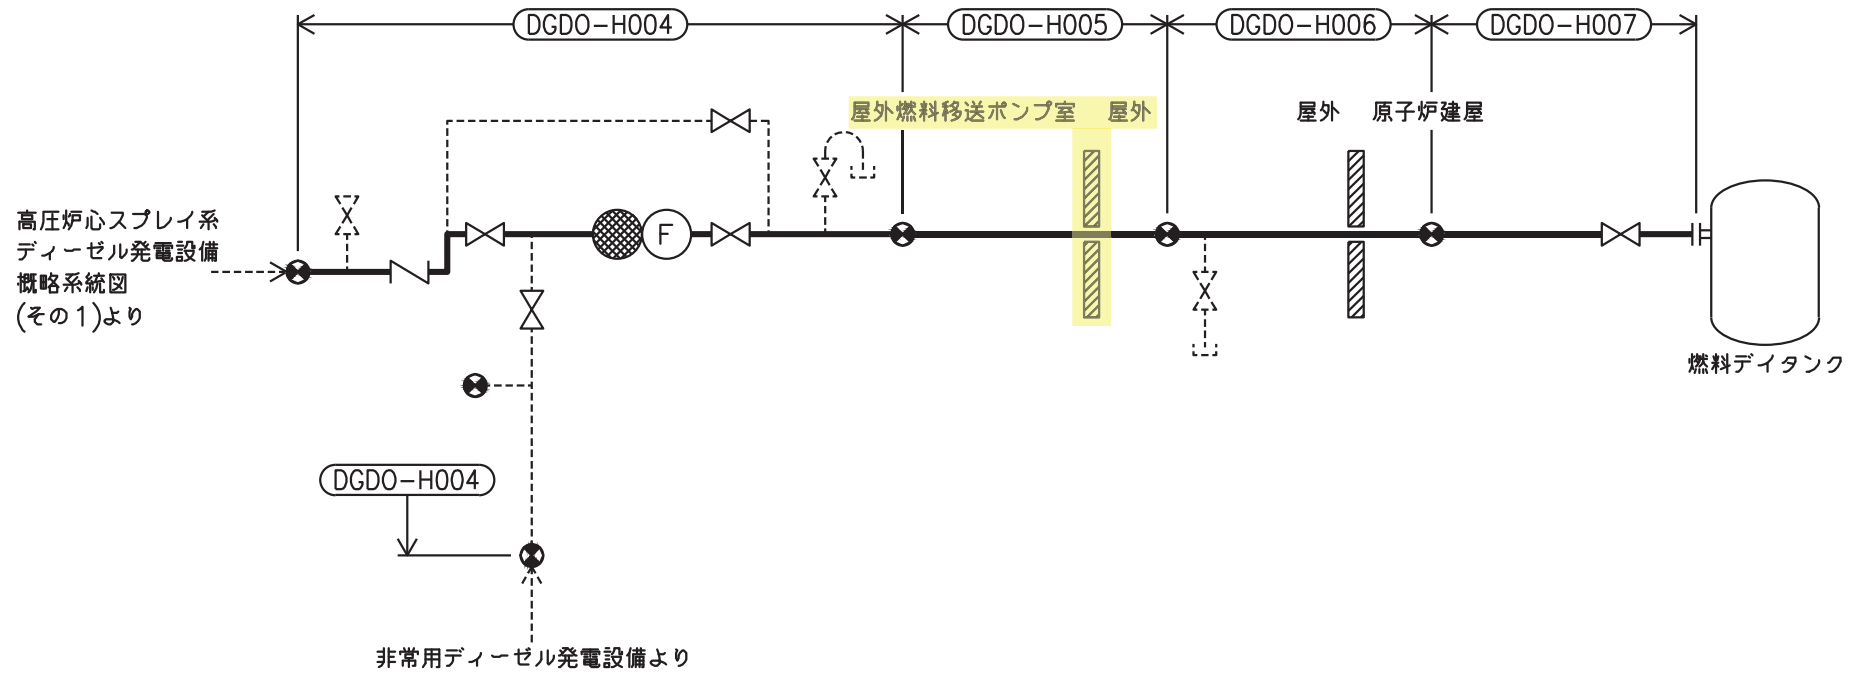 DGDO-H004 DGDO-H005 DGDO-H006 DGDO-H007
屋外燃料移送ポンプ室 屋外 屋外 原子炉建屋
高圧炉心スプレイ系
ディーゼル発電設備
概略系統図
(その1)より
F
燃料デイタンク
DGDO-H004
非常用ディーゼル発電設備より